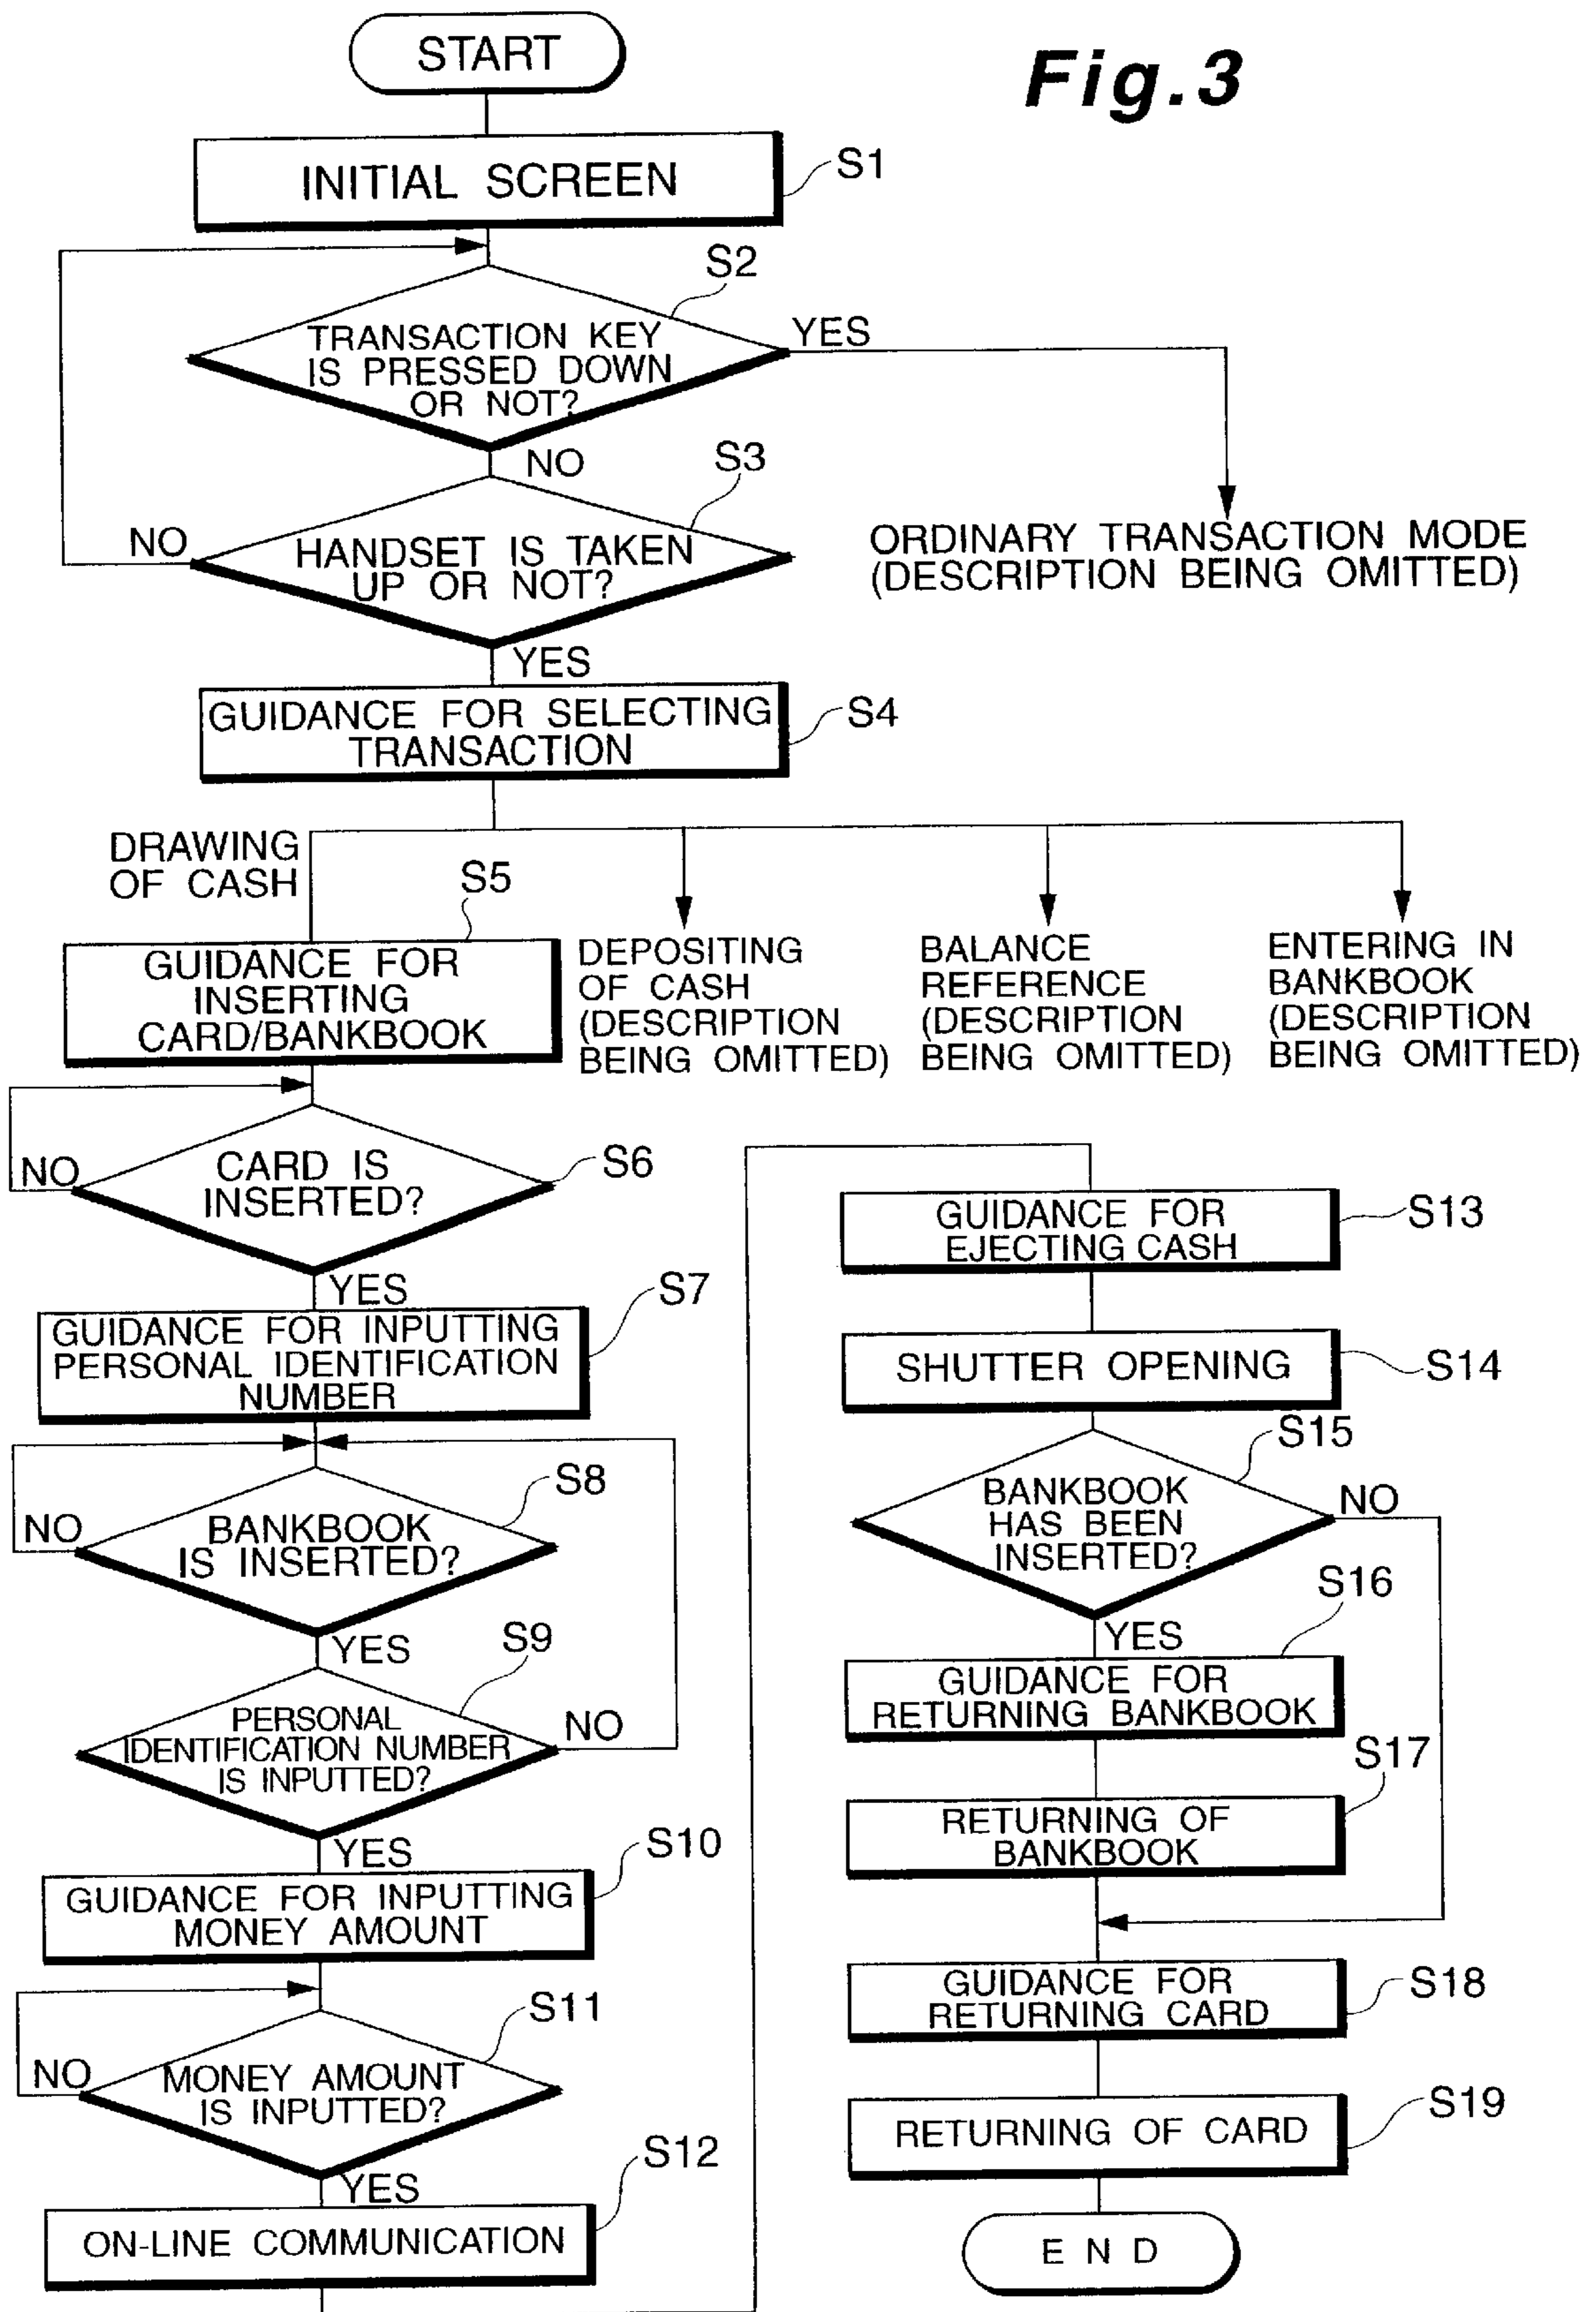 START
Fig.3
INITIAL SCREEN
S1
S2
TRANSACTION KEY
IS PRESSED DOWN
OR NOT?
YES
NO
S3
NO
HANDSET IS TAKEN
UP OR NOT?
ORDINARY TRANSACTION MODE
(DESCRIPTION BEING OMITTED)
YES
GUIDANCE FOR SELECTING
TRANSACTION
S4
DRAWING
OF CASH
S5
GUIDANCE FOR
INSERTING
CARD/BANKBOOK
DEPOSITING
OF CASH
(DESCRIPTION
BEING OMITTED)
BALANCE
REFERENCE
(DESCRIPTION
BEING OMITTED)
ENTERING IN
BANKBOOK
(DESCRIPTION
BEING OMITTED)
NO
CARD IS
INSERTED?
S6
YES
S7
GUIDANCE FOR INPUTTING
PERSONAL IDENTIFICATION
NUMBER
S8
NO
BANKBOOK
IS INSERTED?
YES
S9
PERSONAL
IDENTIFICATION NUMBER
IS INPUTTED?
NO
YES
S10
GUIDANCE FOR INPUTTING
MONEY AMOUNT
S11
NO
MONEY AMOUNT
IS INPUTTED?
YES
S12
ON-LINE COMMUNICATION
GUIDANCE FOR
EJECTING CASH
S13
SHUTTER OPENING
S14
S15
BANKBOOK
HAS BEEN
INSERTED?
NO
YES
S16
GUIDANCE FOR
RETURNING BANKBOOK
S17
RETURNING OF
BANKBOOK
GUIDANCE FOR
RETURNING CARD
S18
RETURNING OF CARD
S19
END